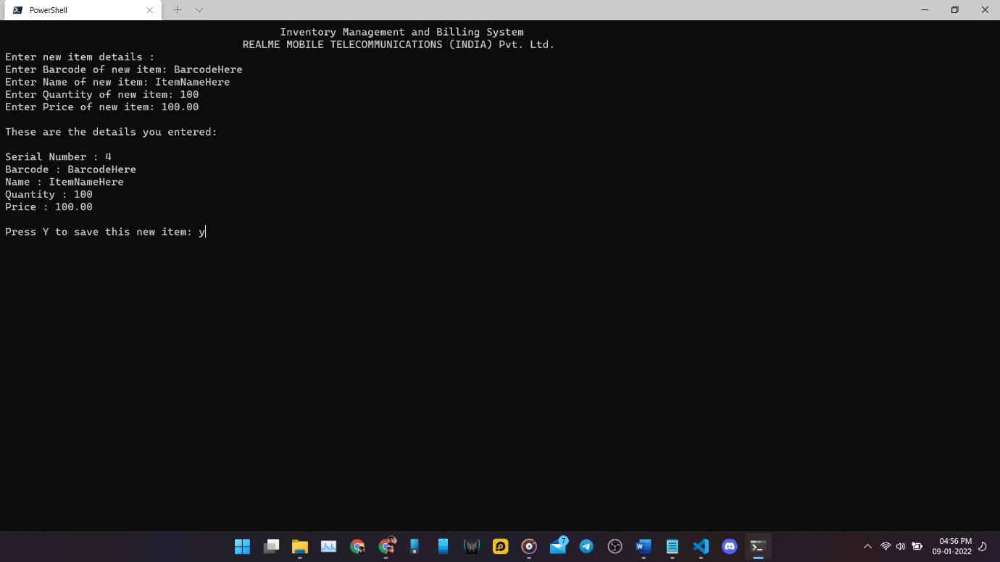 PowerShell
Inventory Management and Billing System
REALME MOBILE TELECOMMUNICATIONS (INDIA) Pvt. Ltd.
Enter new item details :
Enter Barcode of new item: BarcodeHere
Enter Name of new item: ItemNameHere
Enter Quantity of new item: 100
Enter Price of new item: 100.00
These are the details you entered:
Serial Number : 4
Barcode : BarcodeHere
Name : ItemNameHere
Quantity : 100
Price : 100.00
Press Y to save this new item: y
7
04:56 PM
09-01-2022